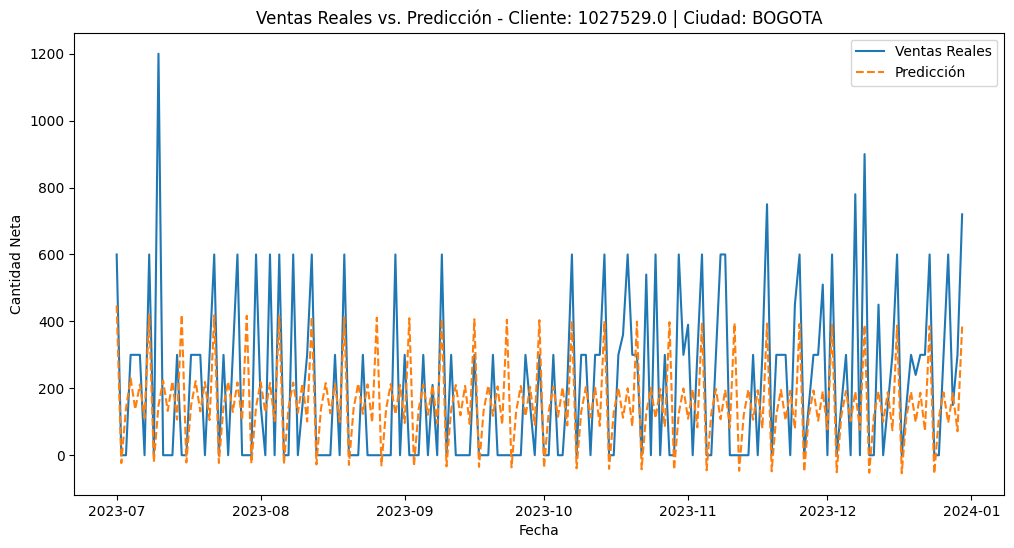 Ventas Reales vs. Predicción - Cliente: 1027529.0 | Ciudad: BOGOTA
Ventas Reales
Predicción
Cantidad Neta
1200
1000
800
600
400
200
0
2023-07
2023-08
2023-09
2023-10
2023-11
2023-12
2024-01
Fecha